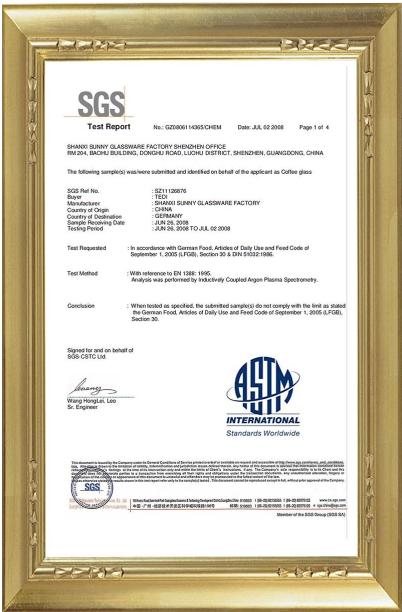 SGS
Test Report No.: GZ0806114365/CHEM Date: JUL 02 2008 Page 1 of 4
SHANXI SUNNY GLASSWARE FACTORY SHENZHEN OFFICE
RM 204, BAOHU BUILDING, DONGHU ROAD, LUOHU DISTRICT, SHENZHEN, GUANGDONG, CHINA
The following sample(s) was/were submitted and identified on behalf of the applicant as Coffee glass
SGS Ref No. : SZ11126876
Buyer : TEDI
Manufacturer : SHANXI SUNNY GLASSWARE FACTORY
Country of Origin : CHINA
Country of Destination : GERMANY
Sample Receiving Date : JUN 26, 2008
Testing Period : JUN 26, 2008 TO JUL 02 2008
Test Requested : In accordance with German Food, Articles of Daily Use and Feed Code of
September 1, 2005 (LFGB), Section 30 & DIN 51032:1986.
Test Method : With reference to EN 1388: 1995.
Analysis was performed by Inductively Coupled Argon Plasma Spectrometry.
Conclusion : When tested as specified, the submitted sample(s) do not comply with the limit as stated
the German Food, Articles of Daily Use and Feed Code of September 1, 2005 (LFGB),
Section 30.
Signed for and on behalf of
SGS-CSTC Ltd.
Wang HongLei, Leo
Sr. Engineer
ASTM
INTERNATIONAL
Standards Worldwide
SGS
www.cn.sgs.com
Member of the SGS Group (SGS SA)